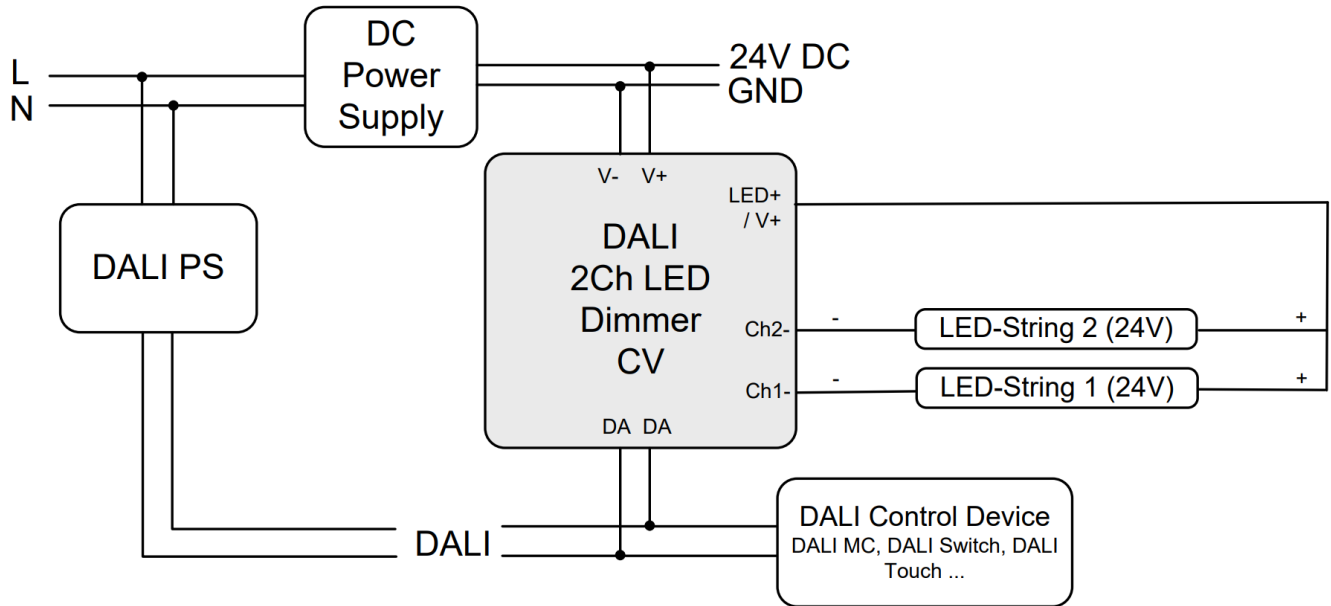 DC
Power
Supply
L
N
24V DC
GND
V- V+
LED+
/ V+
DALI PS
DALI
2Ch LED
Dimmer
CV
Ch2-
-
LED-String 2 (24V)
+
Ch1-
-
LED-String 1 (24V)
+
DA DA
DALI
DALI Control Device
DALI MC, DALI Switch, DALI
Touch ...